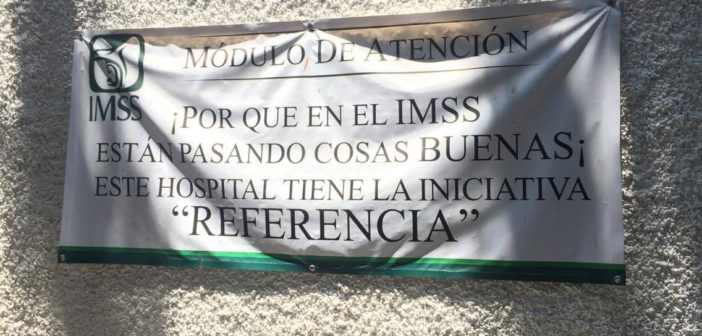 MÓDULO DE ATENCIÓN
IMSS
¡POR QUE EN EL IMSS
ESTÁN PASANDO COSAS BUENAS¡
ESTE HOSPITAL TIENE LA INICIATIVA
“REFERENCIA”